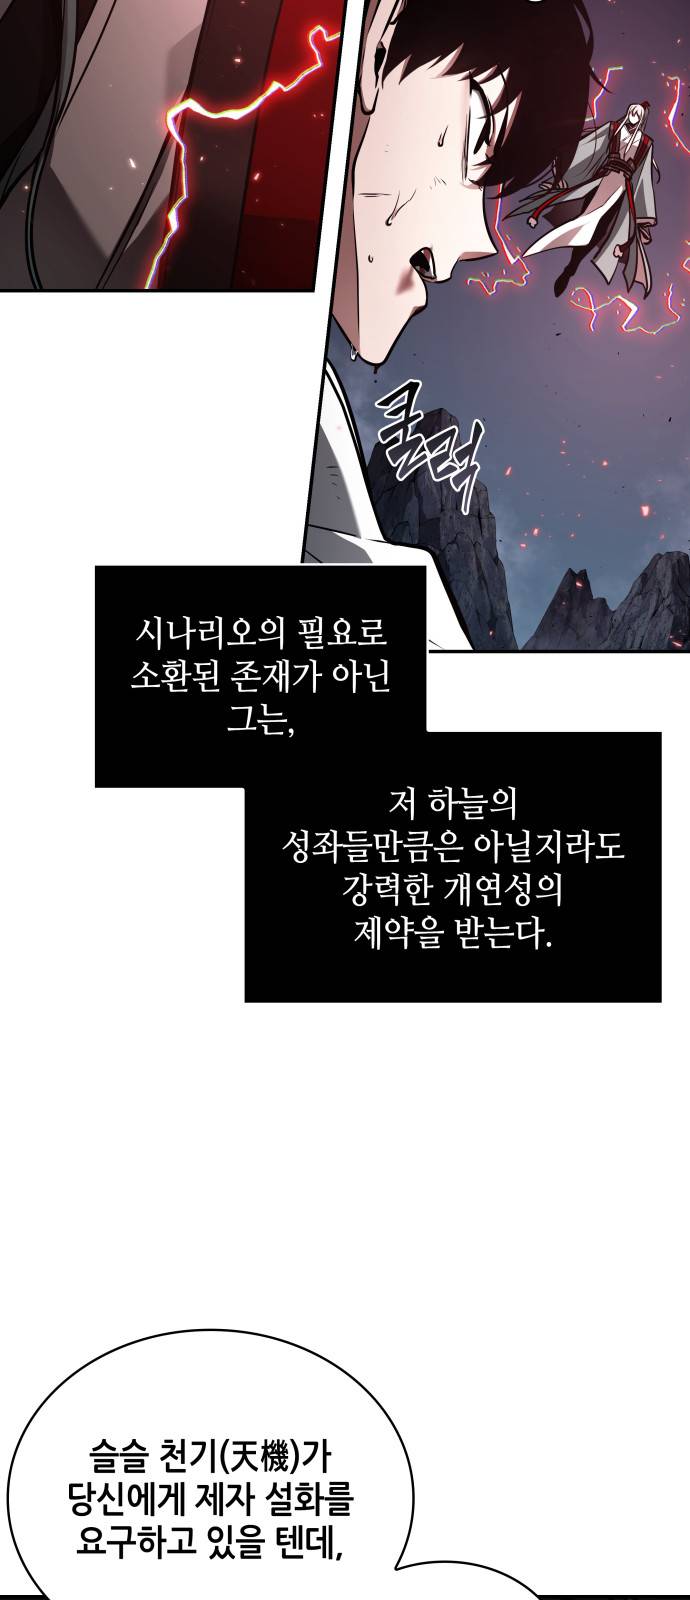 콜럭
시나리오의 필요로
소환된 존재가 아닌
그는,
저 하늘의
성좌들만큼은 아닐지라도
강력한 개연성의
제약을 받는다.
슬슬 천기(天機)가
당신에게 제자 설화를
요구하고 있을 텐데,